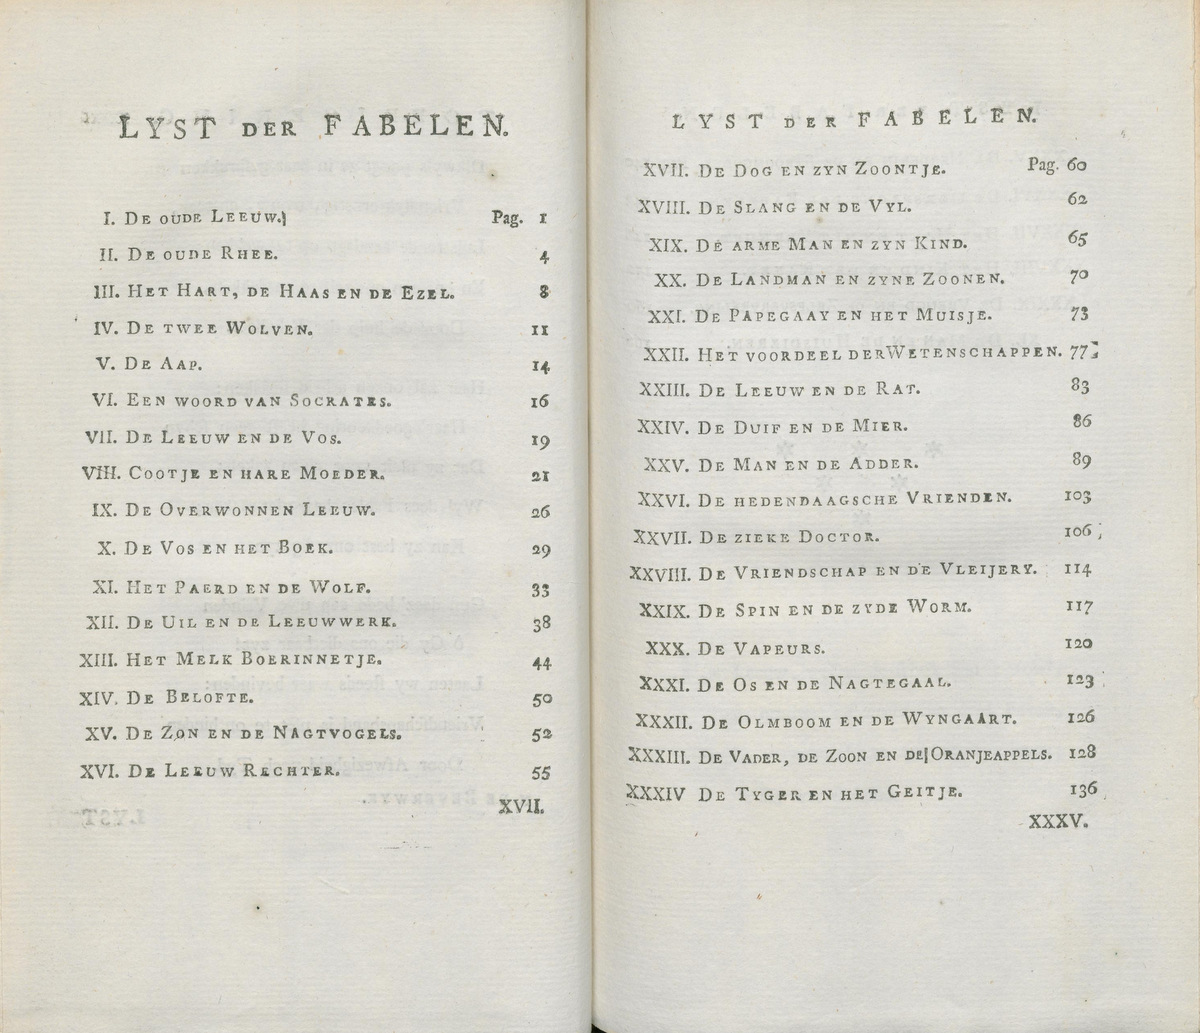 LYST DER FABELEN.
I. DE OUDE LEEUW. Pag. 1
II. DE OUDE RHEE. 4
III. HET HART, DE HAAS EN DE EZEL. 8
IV. DE TWEE WOLVEN. 11
V. DE AAP. 14
VI. EEN WOORD VAN SOCRATES. 16
VII. DE LEEUW EN DE VOS. 19
VIII. COOTJE EN HARE MOEDER. 21
IX. DE OVERWONNEN LEEUW. 26
X. DE VOS EN HET BOEK. 29
XI. HET PAERD EN DE WOLF. 33
XII. DE UIL EN DE LEEUWWERK. 38
XIII. HET MELK BOERINNETJE. 44
XIV. DE BELOFTE. 50
XV. DE ZON EN DE NAGTVOGELS. 52
XVI. DE LEEUW RECHTER. 55
XVII.
LYST DER FABELEN.
XVII. DE DOG EN ZYN ZOONTJE. Pag. 60
XVIII. DE SLANG EN DE VYL. 62
XIX. DE ARME MAN EN ZYN KIND. 65
XX. DE LANDMAN EN ZYNE ZOONEN. 70
XXI. DE PAPEGAAY EN HET MUISJE. 73
XXII. HET VOORDEEL DER WETENSCHAPPEN. 77
XXIII. DE LEEUW EN DE RAT. 83
XXIV. DE DUIF EN DE MIER. 86
XXV. DE MAN EN DE ADDER. 89
XXVI. DE HEDENDAAGSCHE VRIENDEN. 103
XXVII. DE ZIEKE DOCTOR. 106
XXVIII. DE VRIENDSCHAP EN DE VLEIJERY. 114
XXIX. DE SPIN EN DE ZYDE WORM. 117
XXX. DE VAPEURS. 120
XXXI. DE OS EN DE NAGTEGAAL. 123
XXXII. DE OLMBOOM EN DE WYNGAART. 126
XXXIII. DE VADER, DE ZOON EN DE ORANJEAPPELS. 128
XXXIV DE TYGER EN HET GEITJE. 136
XXXV.